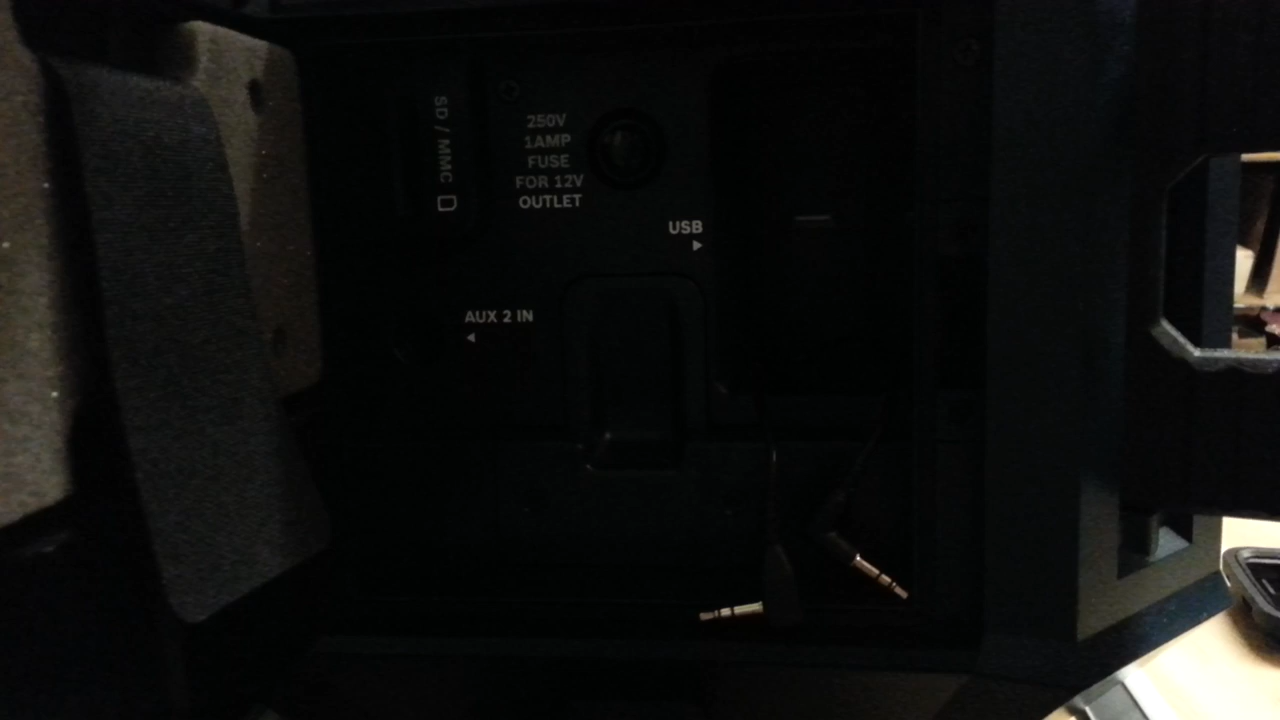 SD / MMC
250V
1AMP
FUSE
FOR 12V
OUTLET
USB
AUX 2 IN